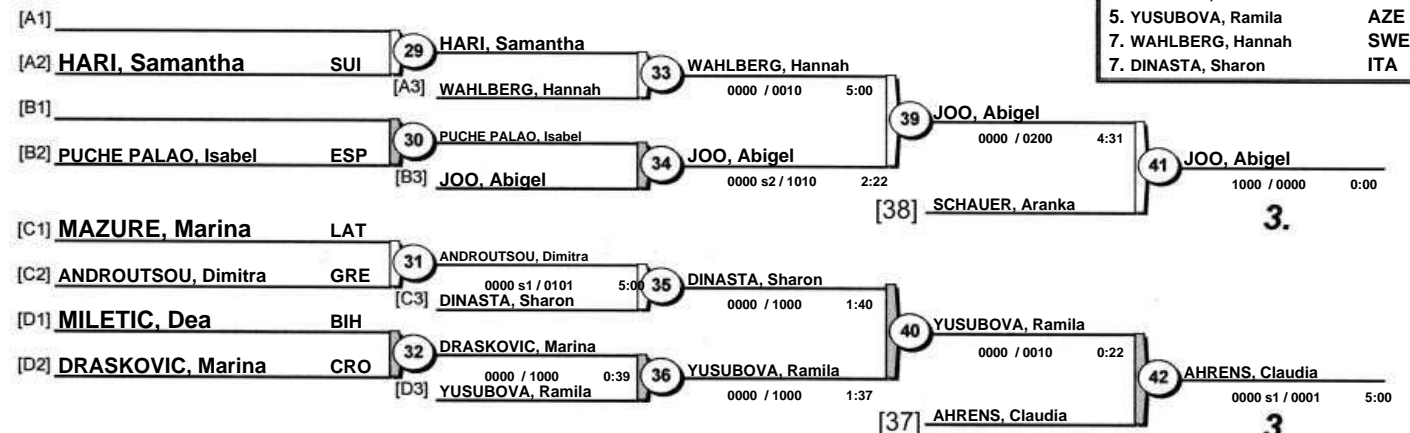 5. YUSUBOVA, Ramila AZE
7. WAHLBERG, Hannah SWE
7. DINASTA, Sharon ITA
[A1]
[A2] HARI, Samantha SUI
29 HARI, Samantha
[A3] WAHLBERG, Hannah
33 WAHLBERG, Hannah
0000 / 0010 5:00
[B1]
[B2] PUCHE PALAO, Isabel ESP
30 PUCHE PALAO, Isabel
[B3] JOO, Abigel
34 JOO, Abigel
0000 s2 / 1010 2:22
39 JOO, Abigel
0000 / 0200 4:31
[38] SCHAUER, Aranka
41 JOO, Abigel
1000 / 0000 0:00
3.
[C1] MAZURE, Marina LAT
[C2] ANDROUTSOU, Dimitra GRE
31 ANDROUTSOU, Dimitra
0000 s1 / 0101 5:00
[C3] DINASTA, Sharon
35 DINASTA, Sharon
0000 / 1000 1:40
[D1] MILETIC, Dea BIH
[D2] DRASKOVIC, Marina CRO
32 DRASKOVIC, Marina
0000 / 1000 0:39
[D3] YUSUBOVA, Ramila
36 YUSUBOVA, Ramila
0000 / 1000 1:37
40 YUSUBOVA, Ramila
0000 / 0010 0:22
[37] AHRENS, Claudia
42 AHRENS, Claudia
0000 s1 / 0001 5:00
3